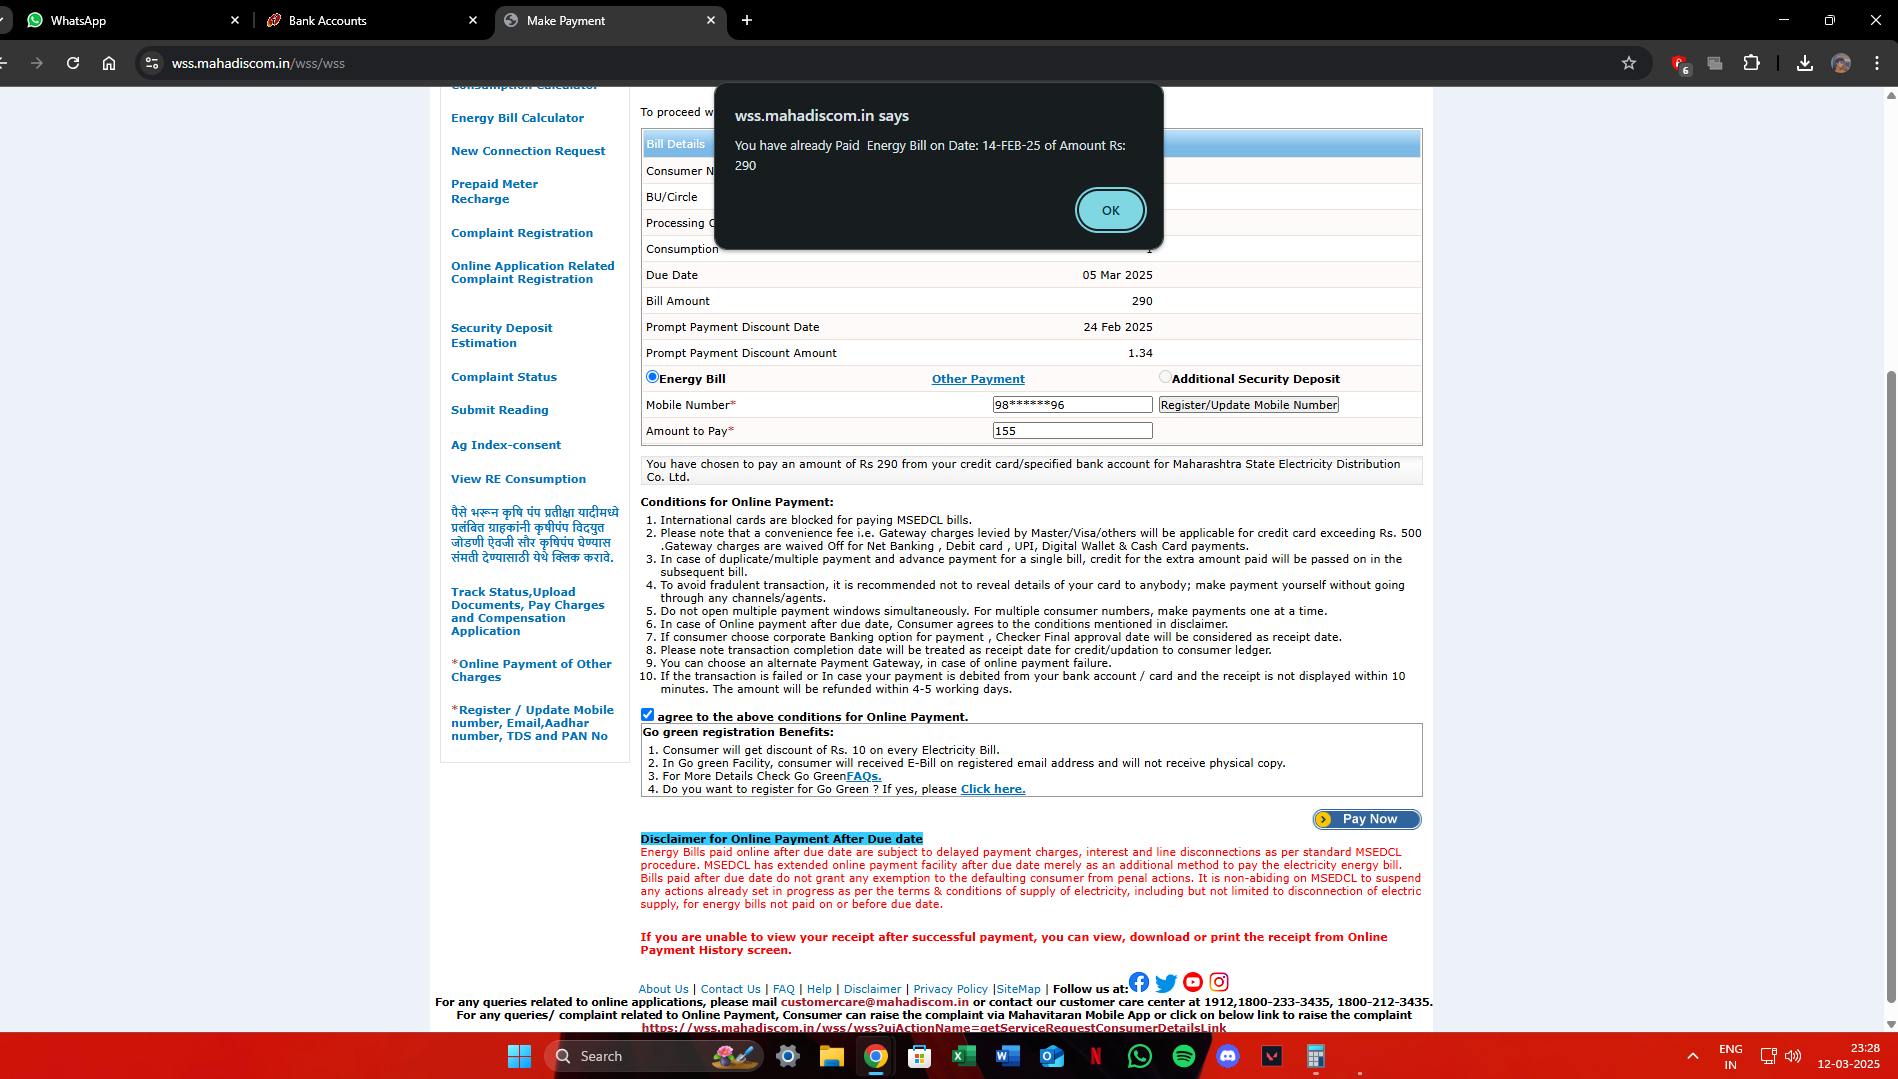 WhatsApp
Bank Accounts
Make Payment
wss.mahadiscom.in/wss/wss
6
wss.mahadiscom.in says
You have already Paid  Energy Bill on Date: 14-FEB-25 of Amount Rs:
290
OK
Energy Bill Calculator
New Connection Request
Prepaid Meter
Recharge
Complaint Registration
Online Application Related
Complaint Registration
Security Deposit
Estimation
Complaint Status
Submit Reading
Ag Index-consent
View RE Consumption
पैसे भरून कृषि पंप प्रतीक्षा यादीमध्ये
प्रलंबित ग्राहकांनी कृषीपंप विदयुत
जोडणी ऐवजी सौर कृषिपंप घेण्यास
संमती देण्यासाठी येथे क्लिक करावे.
Track Status,Upload
Documents, Pay Charges
and Compensation
Application
*Online Payment of Other
Charges
*Register / Update Mobile
number, Email,Aadhar
number, TDS and PAN No
To proceed w
Bill Details
Consumer N
BU/Circle
Processing
Consumption
Due Date 05 Mar 2025
Bill Amount 290
Prompt Payment Discount Date 24 Feb 2025
Prompt Payment Discount Amount 1.34
Energy Bill Other Payment Additional Security Deposit
Mobile Number* 98******96 Register/Update Mobile Number
Amount to Pay* 155
You have chosen to pay an amount of Rs 290 from your credit card/specified bank account for Maharashtra State Electricity Distribution
Co. Ltd.
Conditions for Online Payment:
1. International cards are blocked for paying MSEDCL bills.
2. Please note that a convenience fee i.e. Gateway charges levied by Master/Visa/others will be applicable for credit card exceeding Rs. 500
.Gateway charges are waived Off for Net Banking , Debit card , UPI, Digital Wallet & Cash Card payments.
3. In case of duplicate/multiple payment and advance payment for a single bill, credit for the extra amount paid will be passed on in the
subsequent bill.
4. To avoid fradulent transaction, it is recommended not to reveal details of your card to anybody; make payment yourself without going
through any channels/agents.
5. Do not open multiple payment windows simultaneously. For multiple consumer numbers, make payments one at a time.
6. In case of Online payment after due date, Consumer agrees to the conditions mentioned in disclaimer.
7. If consumer choose corporate Banking option for payment , Checker Final approval date will be considered as receipt date.
8. Please note transaction completion date will be treated as receipt date for credit/updation to consumer ledger.
9. You can choose an alternate Payment Gateway, in case of online payment failure.
10. If the transaction is failed or In case your payment is debited from your bank account / card and the receipt is not displayed within 10
minutes. The amount will be refunded within 4-5 working days.
agree to the above conditions for Online Payment.
Go green registration Benefits:
1. Consumer will get discount of Rs. 10 on every Electricity Bill.
2. In Go green Facility, consumer will received E-Bill on registered email address and will not receive physical copy.
3. For More Details Check Go GreenFAQs.
4. Do you want to register for Go Green ? If yes, please Click here.
Pay Now
Disclaimer for Online Payment After Due date
Energy Bills paid online after due date are subject to delayed payment charges, interest and line disconnections as per standard MSEDCL
procedure. MSEDCL has extended online payment facility after due date merely as an additional method to pay the electricity energy bill.
Bills paid after due date do not grant any exemption to the defaulting consumer from penal actions. It is non-abiding on MSEDCL to suspend
any actions already set in progress as per the terms & conditions of supply of electricity, including but not limited to disconnection of electric
supply, for energy bills not paid on or before due date.
If you are unable to view your receipt after successful payment, you can view, download or print the receipt from Online
Payment History screen.
About Us | Contact Us | FAQ | Help | Disclaimer | Privacy Policy |SiteMap | Follow us at:
For any queries related to online applications, please mail customercare@mahadiscom.in or contact our customer care center at 1912,1800-233-3435, 1800-212-3435.
For any queries/ complaint related to Online Payment, Consumer can raise the complaint via Mahavitaran Mobile App or click on below link to raise the complaint
https://wss.mahadiscom.in/wss/wss?uiActionName=getServiceRequestConsumerDetailsLink
Search
ENG
IN
23:28
12-03-2025